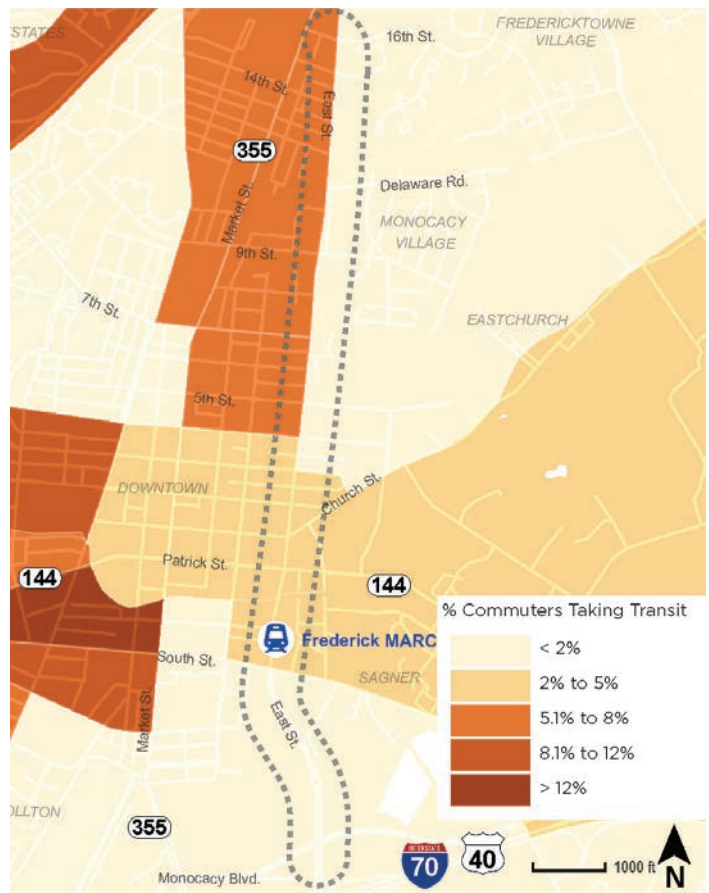 ESTATES
16th St.
FREDERICKTOWNE
VILLAGE
14th St.
East St.
355
Market St.
Delaware Rd.
MONOCACY
VILLAGE
9th St.
7th St.
EASTCHURCH
5th St.
DOWNTOWN
Church St.
Patrick St.
144
144
% Commuters Taking Transit
< 2%
2% to 5%
5.1% to 8%
8.1% to 12%
> 12%
Frederick MARC
South St.
SAGNER
Market St.
East St.
OLLTON
355
Monocacy Blvd.
INTERSTATE
70
40
1000 ft
N